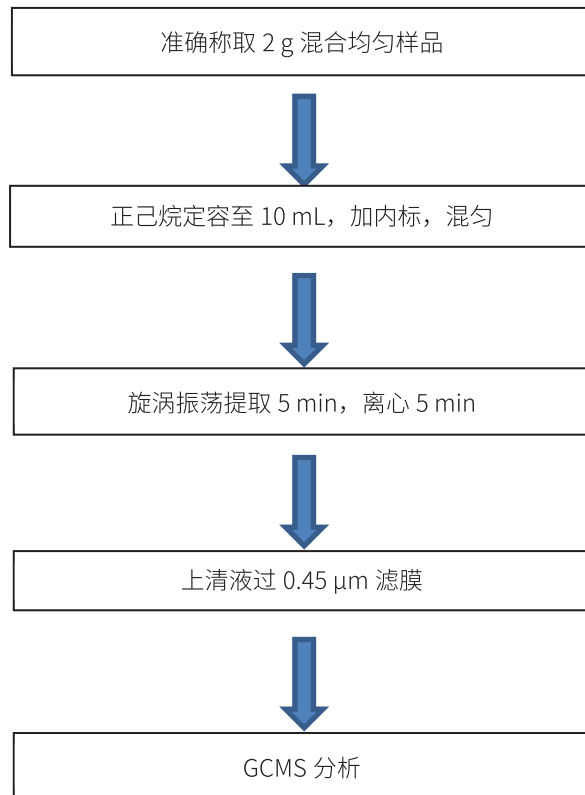 准确称取 2 g 混合均匀样品
正己烷定容至 10 mL，加内标，混匀
旋涡振荡提取 5 min，离心 5 min
上清液过 0.45 μm 滤膜
GCMS 分析